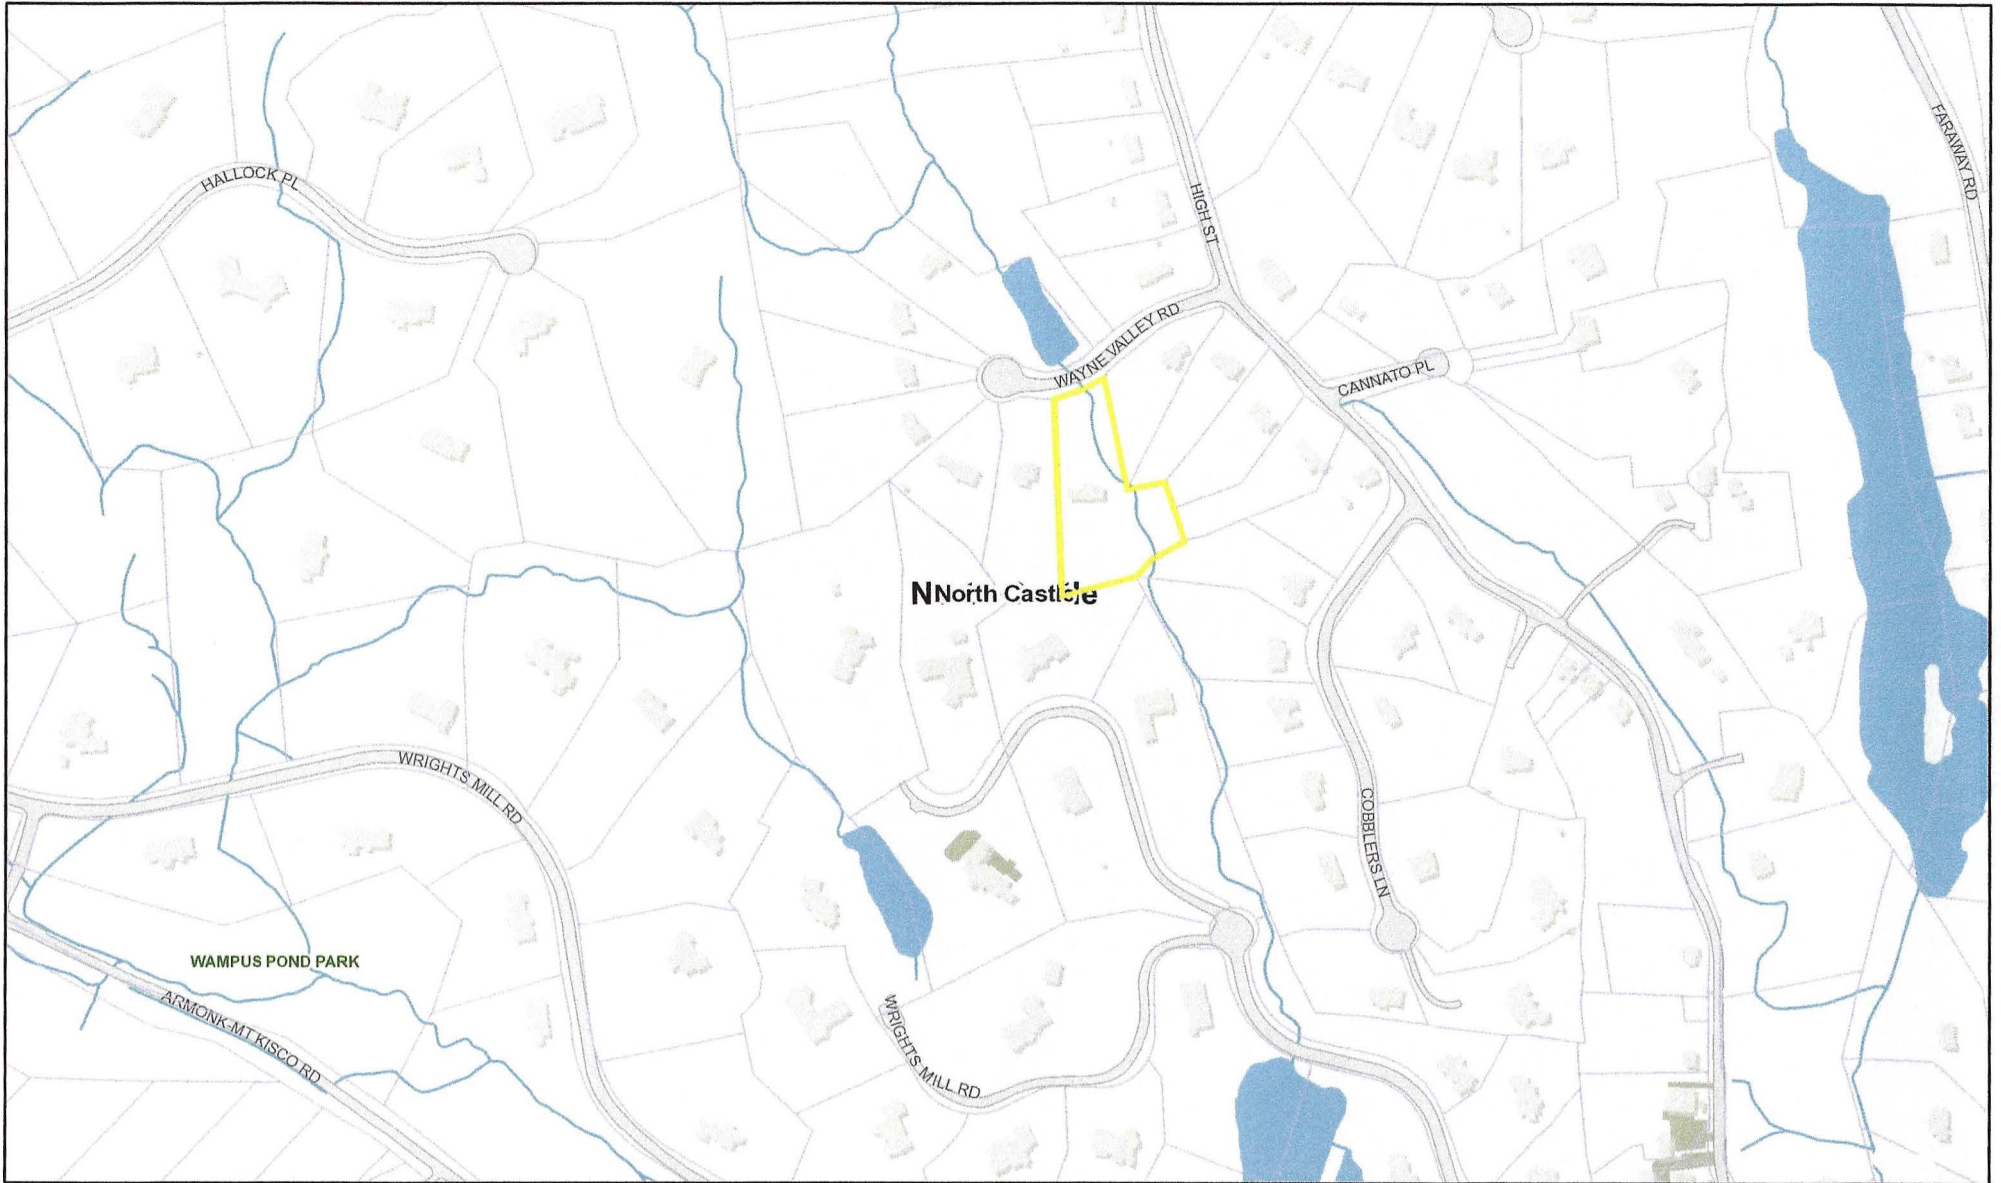 FARAWAY RD
HALLOCK PL
HIGH ST
WAYNE VALLEY RD
CANNATO PL
North Castle
WRIGHTS MILL RD
COBBLERS LN
WAMPUS POND PARK
ARMONK-MT KISCO RD
WRIGHTS MILL RD